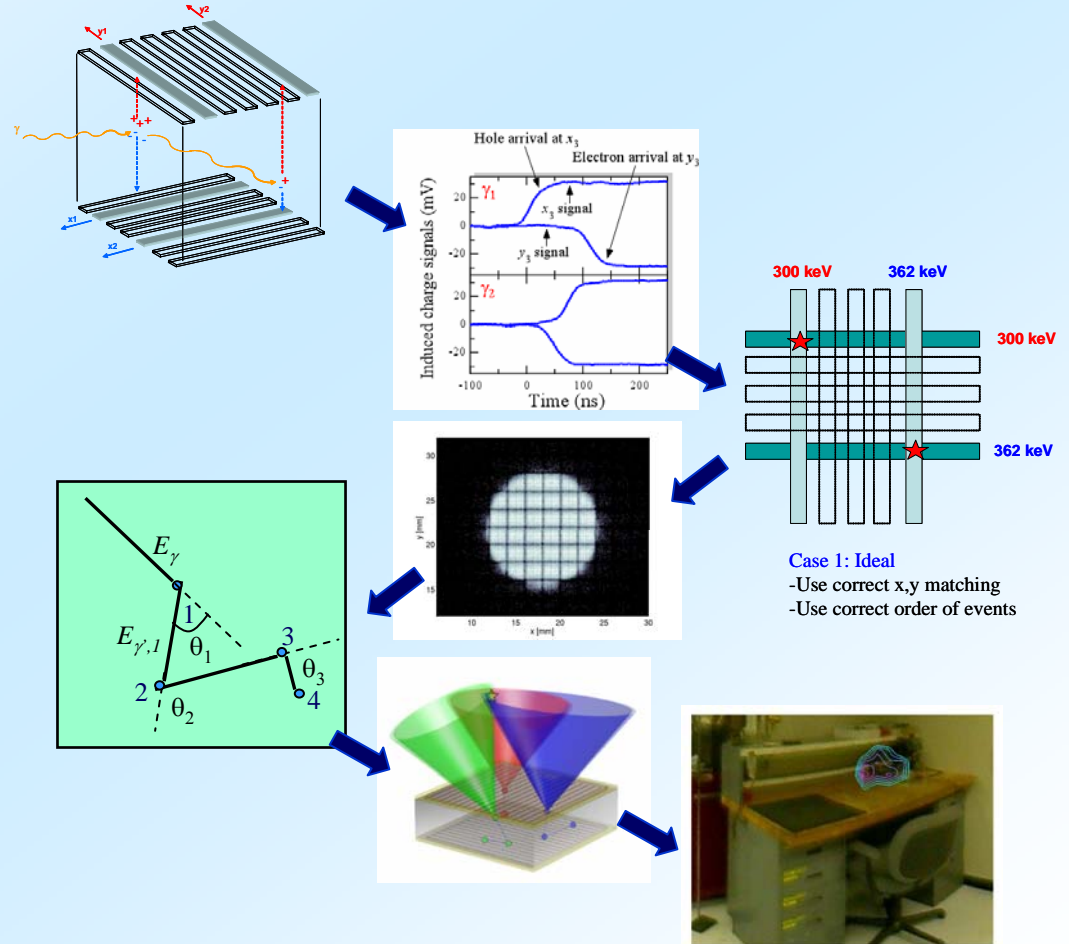 y1
y2
+
+ +
-
- -
γ
+
-
x1
x2
Hole arrival at x3
Electron arrival at y3
Induced charge signals (mV)
γ1
20
0
-20
x3 signal
y3 signal
γ2
20
0
-20
-100 0 100 200
Time (ns)
300 keV 362 keV
300 keV
362 keV
Case 1: Ideal
-Use correct x,y matching
-Use correct order of events
30
25
20
15
y [mm]
10 15 20 25 30
x [mm]
Eγ
1
θ1
Eγ,1
2
θ2
3
θ3
4